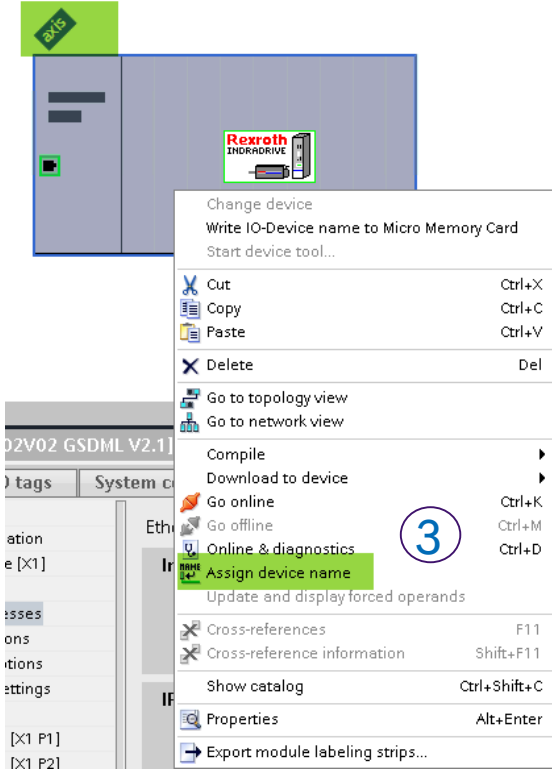 axis
Rexroth
INDRADRIVE
Change device
Write IO-Device name to Micro Memory Card
Start device tool...
Cut Ctrl+X
Copy Ctrl+C
Paste Ctrl+V
Delete Del
Go to topology view
Go to network view
Compile
Download to device
Go online Ctrl+K
Go offline Ctrl+M
Online & diagnostics Ctrl+D
3
NAME
Assign device name
Update and display forced operands
Cross-references F11
Cross-reference information Shift+F11
Show catalog Ctrl+Shift+C
Properties Alt+Enter
Export module labeling strips...
02V02 GSDML V2.1]
tags
System c
Eth
ation
e [X1]
In
esses
ons
otions
ettings
IP
[X1 P1]
[X1 P2]